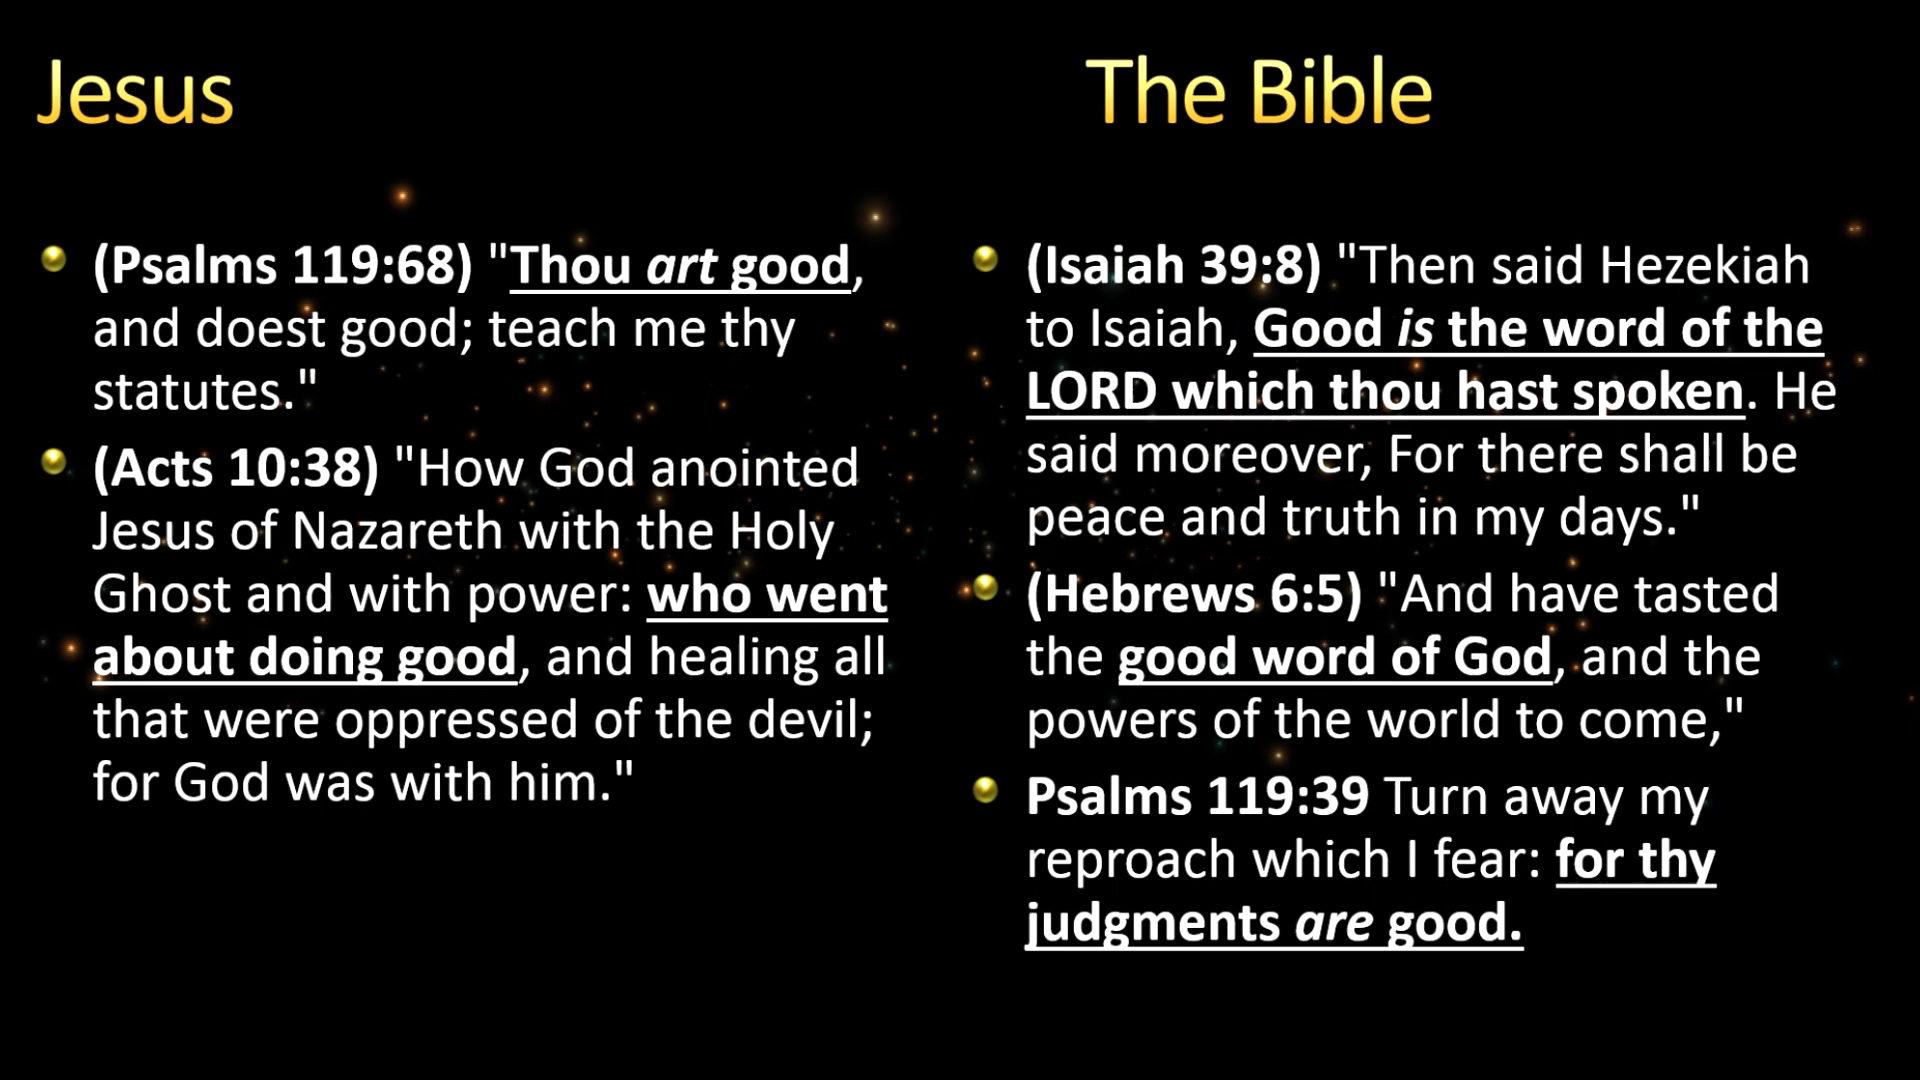 Jesus
(Psalms 119:68) "Thou art good,
and doest good; teach me thy
statutes."
(Acts 10:38) "How God anointed
Jesus of Nazareth with the Holy
Ghost and with power: who went
about doing good, and healing all
that were oppressed of the devil;
for God was with him."
The Bible
(Isaiah 39:8) "Then said Hezekiah
to Isaiah, Good is the word of the
LORD which thou hast spoken. He
said moreover, For there shall be
peace and truth in my days."
(Hebrews 6:5) "And have tasted
the good word of God, and the
powers of the world to come,"
Psalms 119:39 Turn away my
reproach which I fear: for thy
judgments are good.